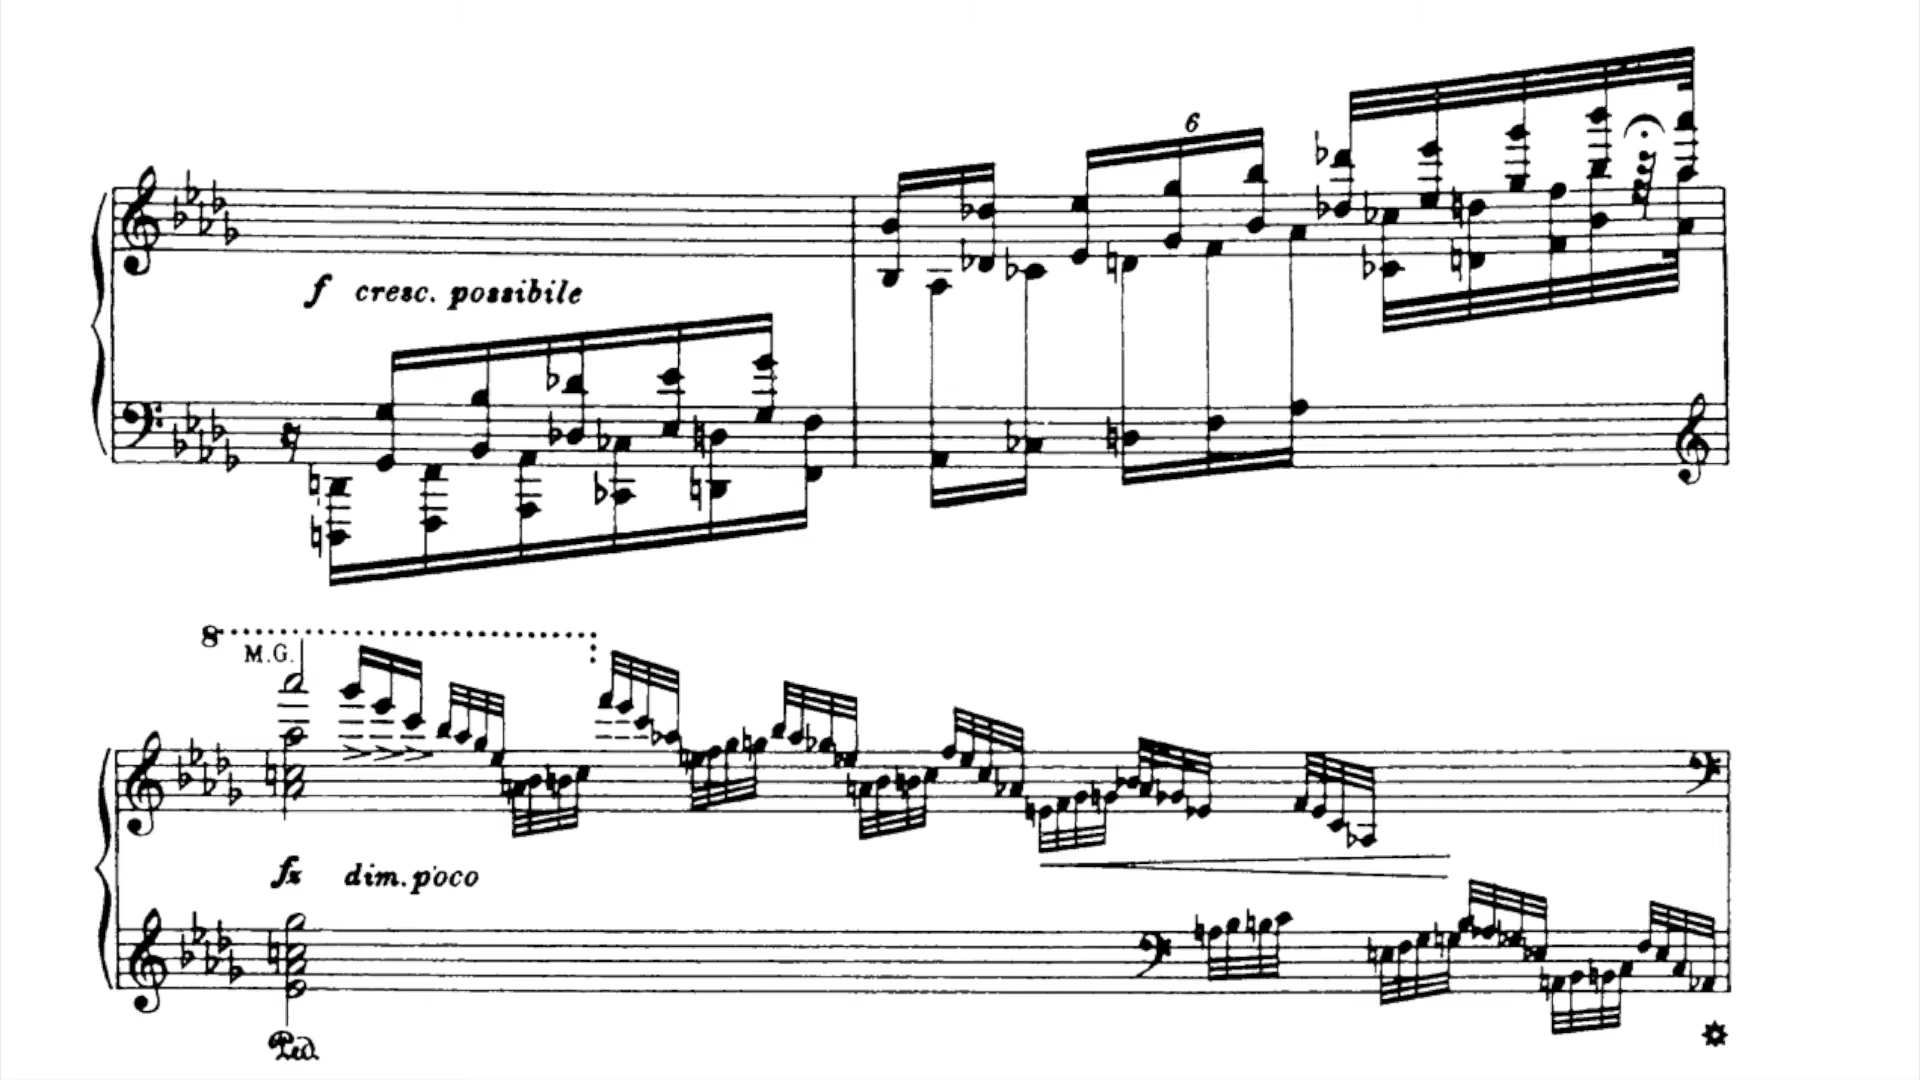 6
f cresc. possibile
8
M.G.
fz dim. poco
Ped.